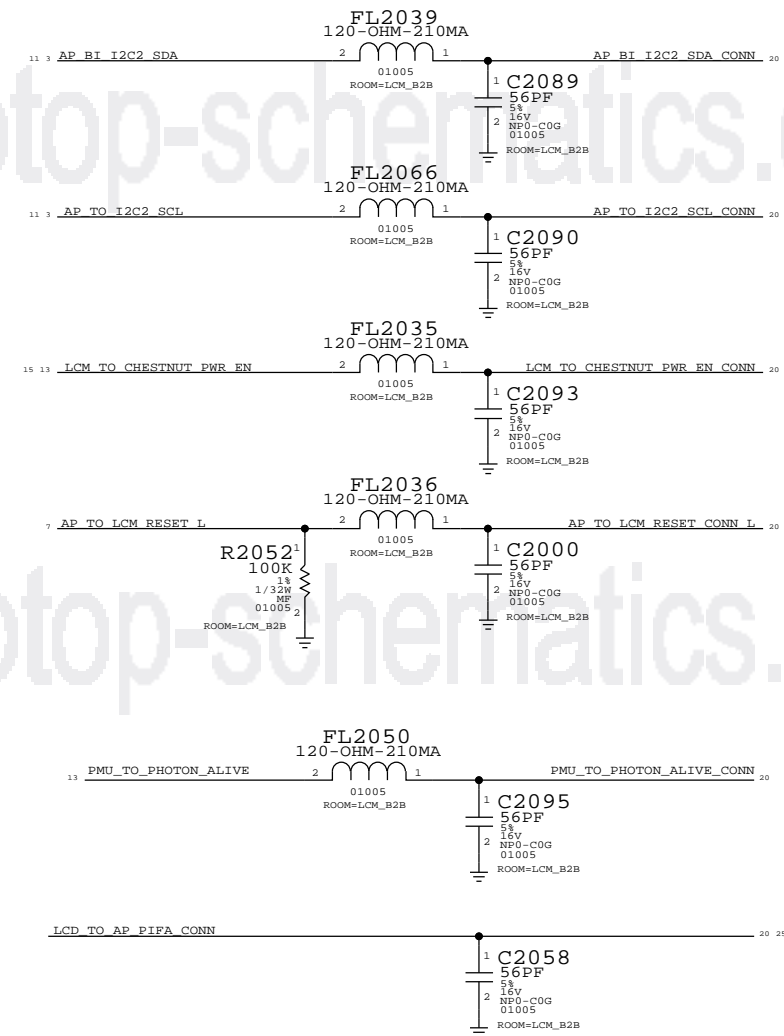 FL2039
120-OHM-210MA
11 3 AP_BI_I2C2_SDA 2 1 AP_BI_I2C2_SDA_CONN 20
01005
ROOM=LCM_B2B
1 C2089
56PF
5%
16V
2 NP0-C0G
01005
ROOM=LCM_B2B
otop-schematics.c
FL2066
120-OHM-210MA
11 3 AP_TO_I2C2_SCL 2 1 AP_TO_I2C2_SCL_CONN 20
01005
ROOM=LCM_B2B
1 C2090
56PF
5%
16V
2 NP0-C0G
01005
ROOM=LCM_B2B
FL2035
120-OHM-210MA
15 13 LCM_TO_CHESTNUT_PWR_EN 2 1 LCM_TO_CHESTNUT_PWR_EN_CONN 20
01005
ROOM=LCM_B2B
1 C2093
56PF
5%
16V
2 NP0-C0G
01005
ROOM=LCM_B2B
FL2036
120-OHM-210MA
7 AP_TO_LCM_RESET_L 2 1 AP_TO_LCM_RESET_CONN_L 20
01005
ROOM=LCM_B2B
R2052 1
100K
1%
1/32W
MF
01005 2
ROOM=LCM_B2B
1 C2000
56PF
5%
16V
2 NP0-C0G
01005
ROOM=LCM_B2B
otop-schematics.
FL2050
120-OHM-210MA
13 PMU_TO_PHOTON_ALIVE 2 1 PMU_TO_PHOTON_ALIVE_CONN 20
01005
ROOM=LCM_B2B
1 C2095
56PF
5%
16V
2 NP0-C0G
01005
ROOM=LCM_B2B
LCD_TO_AP_PIFA_CONN 20 25
1 C2058
56PF
5%
16V
2 NP0-C0G
01005
ROOM=LCM_B2B